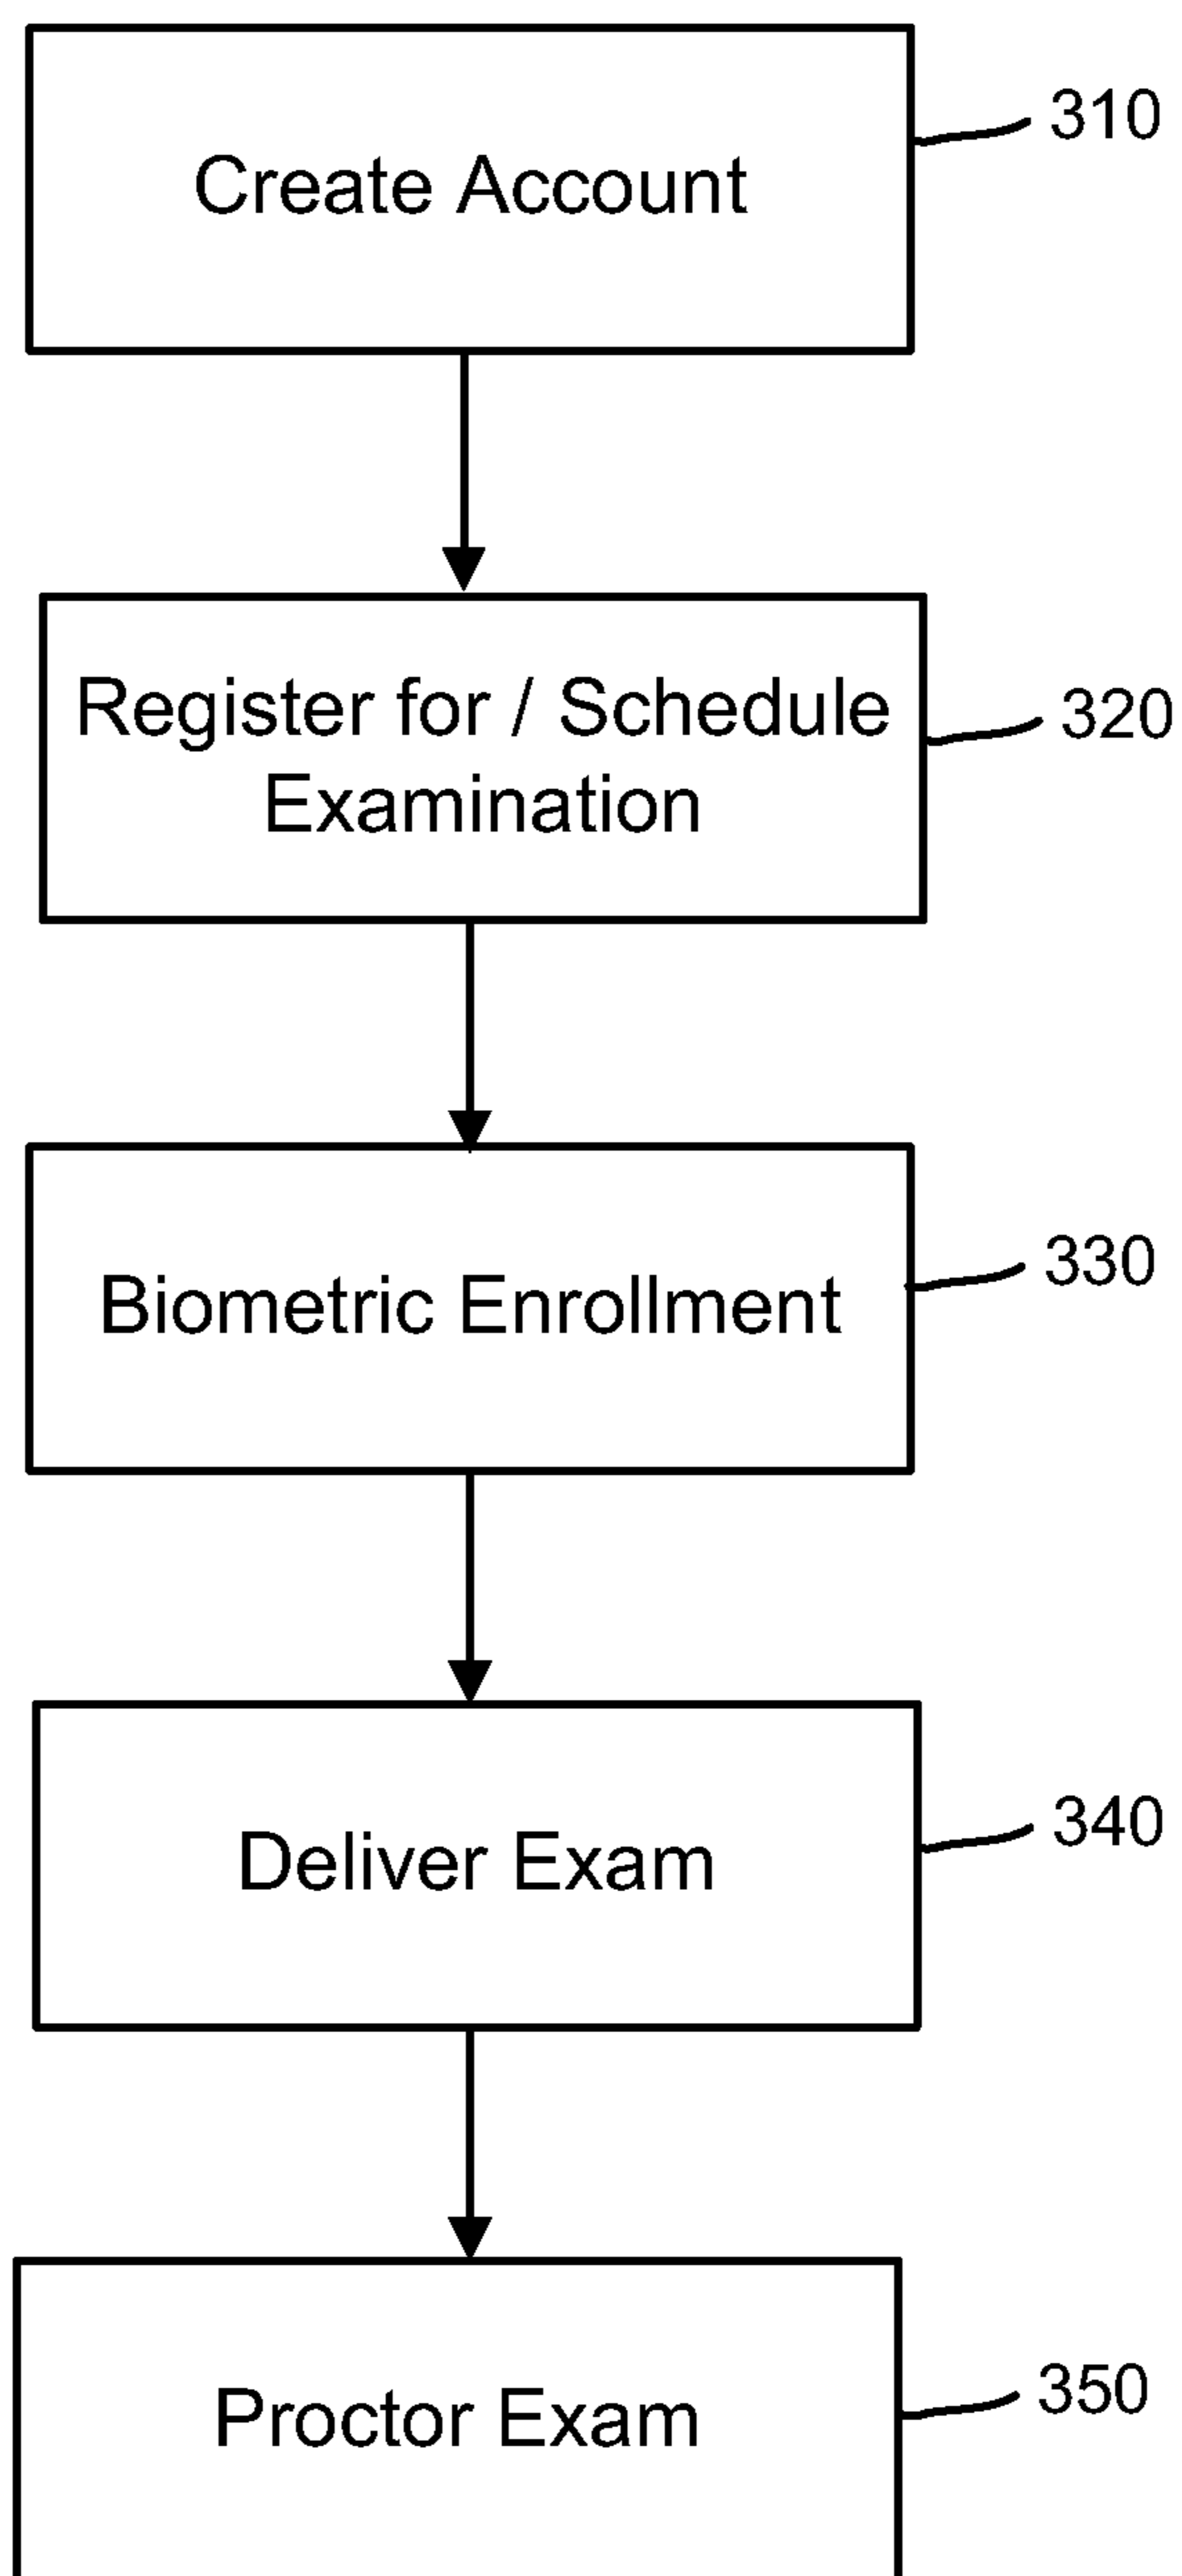 Create Account
310
Register for / Schedule
Examination
320
Biometric Enrollment
330
Deliver Exam
340
Proctor Exam
350